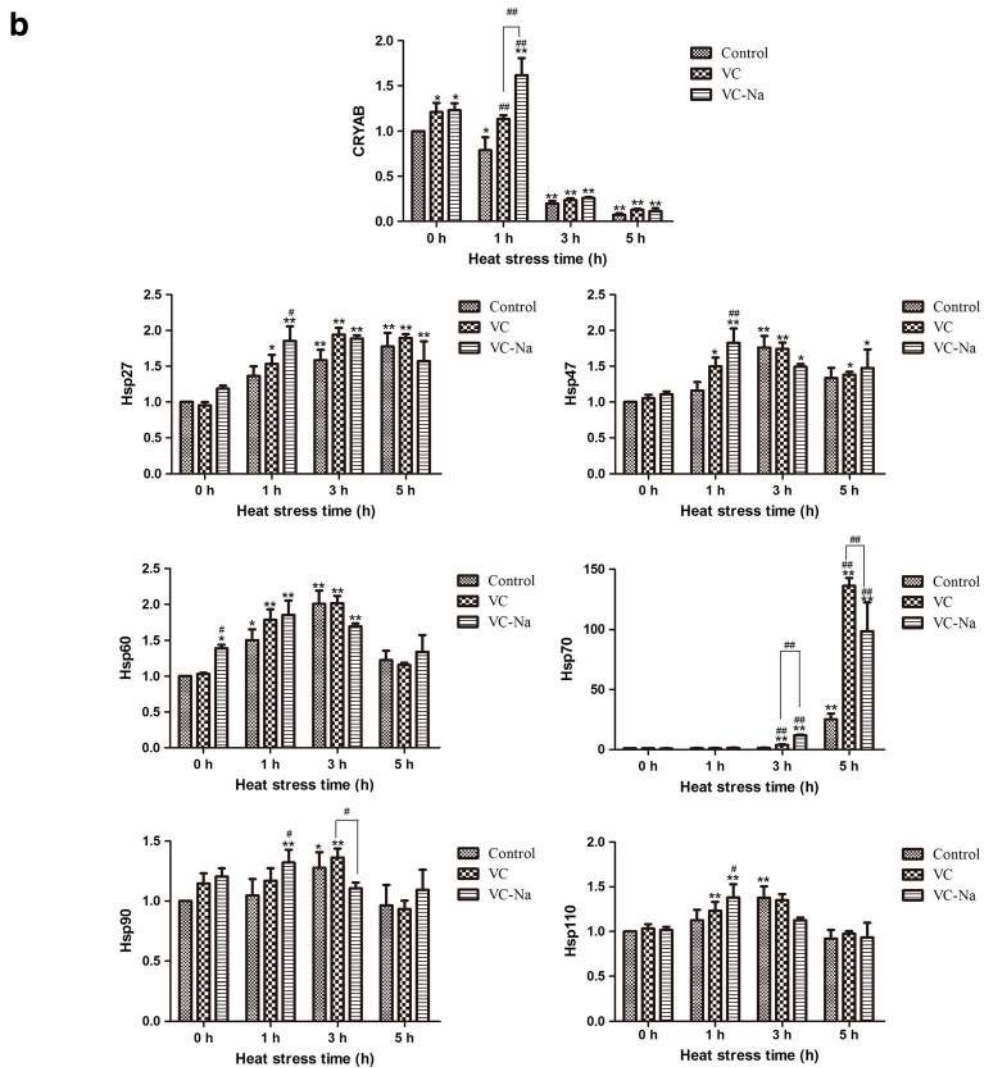 b
##
##
**
* *
##
*
** ** **
** ** **
2.0
1.5
1.0
0.5
0.0
CRYAB
0 h 1 h 3 h 5 h
Heat stress time (h)
Control
VC
VC-Na
#
**
*
**
** **
** **
**
2.5
2.0
1.5
1.0
0.5
0.0
Hsp27
0 h 1 h 3 h 5 h
Heat stress time (h)
Control
VC
VC-Na
##
**
*
**
**
*
* *
2.5
2.0
1.5
1.0
0.5
0.0
Hsp47
0 h 1 h 3 h 5 h
Heat stress time (h)
Control
VC
VC-Na
#
*
*
** **
** **
**
2.5
2.0
1.5
1.0
0.5
0.0
Hsp60
0 h 1 h 3 h 5 h
Heat stress time (h)
Control
VC
VC-Na
##
##
**
##
**
##
##
**
##
**
**
150
100
50
0
Hsp70
0 h 1 h 3 h 5 h
Heat stress time (h)
Control
VC
VC-Na
#
#
**
* **
1.5
1.0
0.5
0.0
Hsp90
0 h 1 h 3 h 5 h
Heat stress time (h)
Control
VC
VC-Na
#
**
**
**
2.0
1.5
1.0
0.5
0.0
Hsp110
0 h 1 h 3 h 5 h
Heat stress time (h)
Control
VC
VC-Na